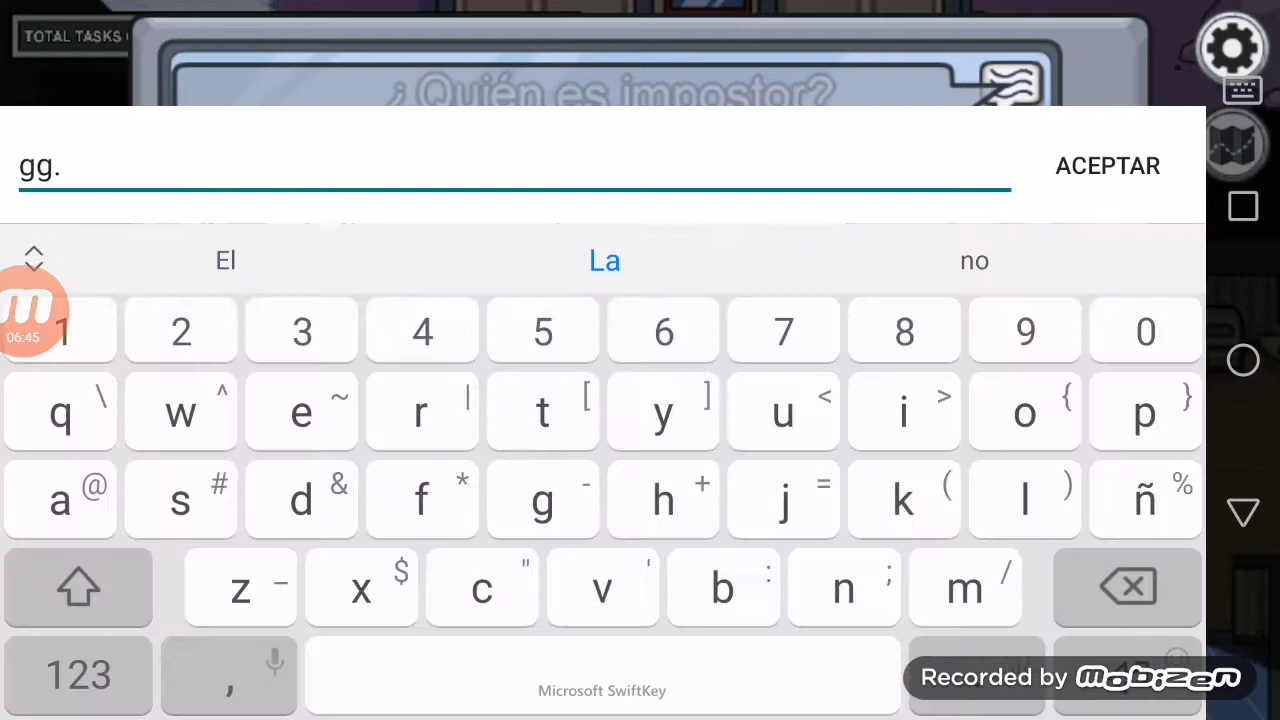 TOTAL TASKS
¿Quién es impostor?
gg.
ACEPTAR
El La no
06:45
1 2 3 4 5 6 7 8 9 0
q \ w ^ e ~ r | t [ y ] u < i > o { p }
a @ s # d & f * g - h + j = k ( l ) ñ %
z _ x $ c " v ' b : n ; m /
123 , Microsoft SwiftKey
Recorded by mobizen